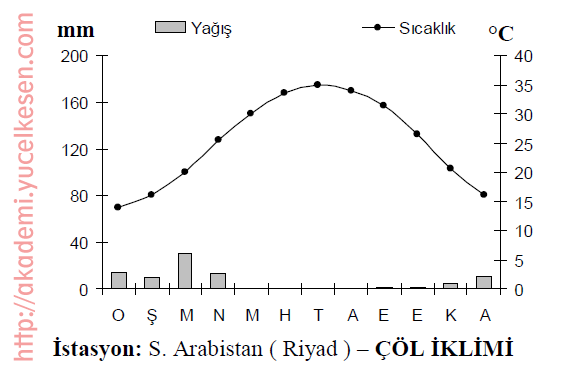 http://akademi.yucelkesen.com
mm Yağış Sıcaklık °C
200 40
35
160 30
120 25
20
80 15
40 10
5
0 0
O Ş M N M H T A E E K A
İstasyon: S. Arabistan ( Riyad ) – ÇÖL İKLİMİ